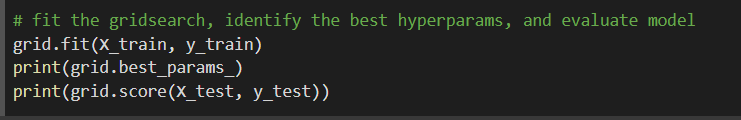 # fit the gridsearch, identify the best hyperparams, and evaluate model
grid.fit(X_train, y_train)
print(grid.best_params_)
print(grid.score(X_test, y_test))